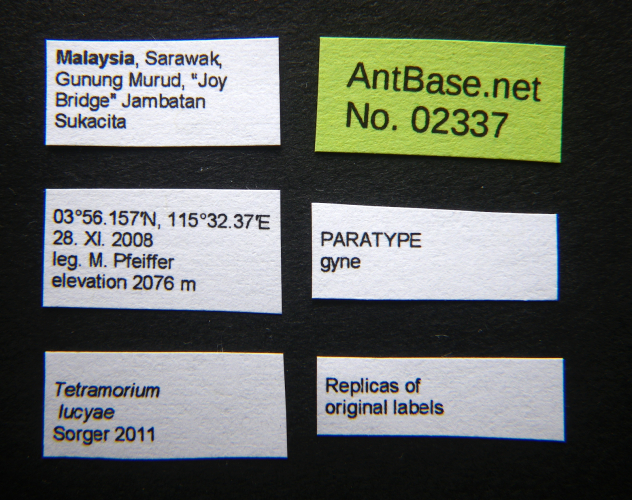 Malaysia, Sarawak,
Gunung Murud, "Joy
Bridge" Jambatan
Sukacita
AntBase.net
No. 02337
03°56.157'N, 115°32.37'E
28. XI. 2008
leg. M. Pfeiffer
elevation 2076 m
PARATYPE
gyne
Tetramorium
lucyae
Sorger 2011
Replicas of
original labels